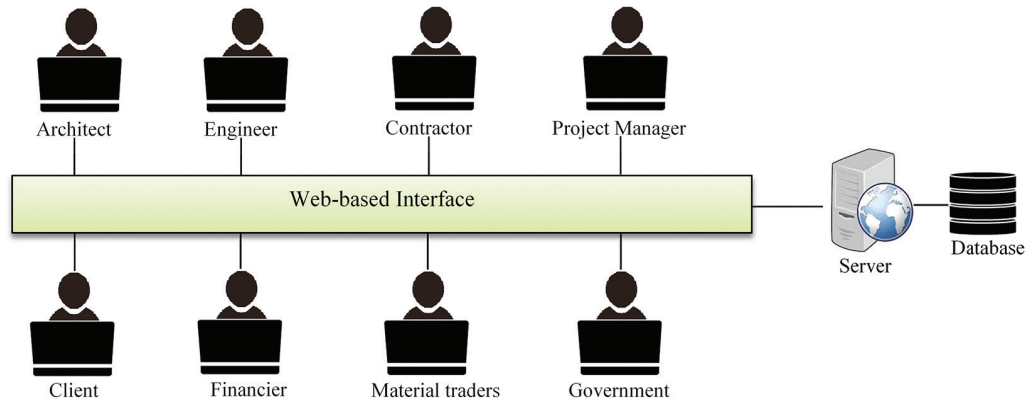 Architect
Engineer
Contractor
Project Manager
Web-based Interface
Server
Database
Client
Financier
Material traders
Government